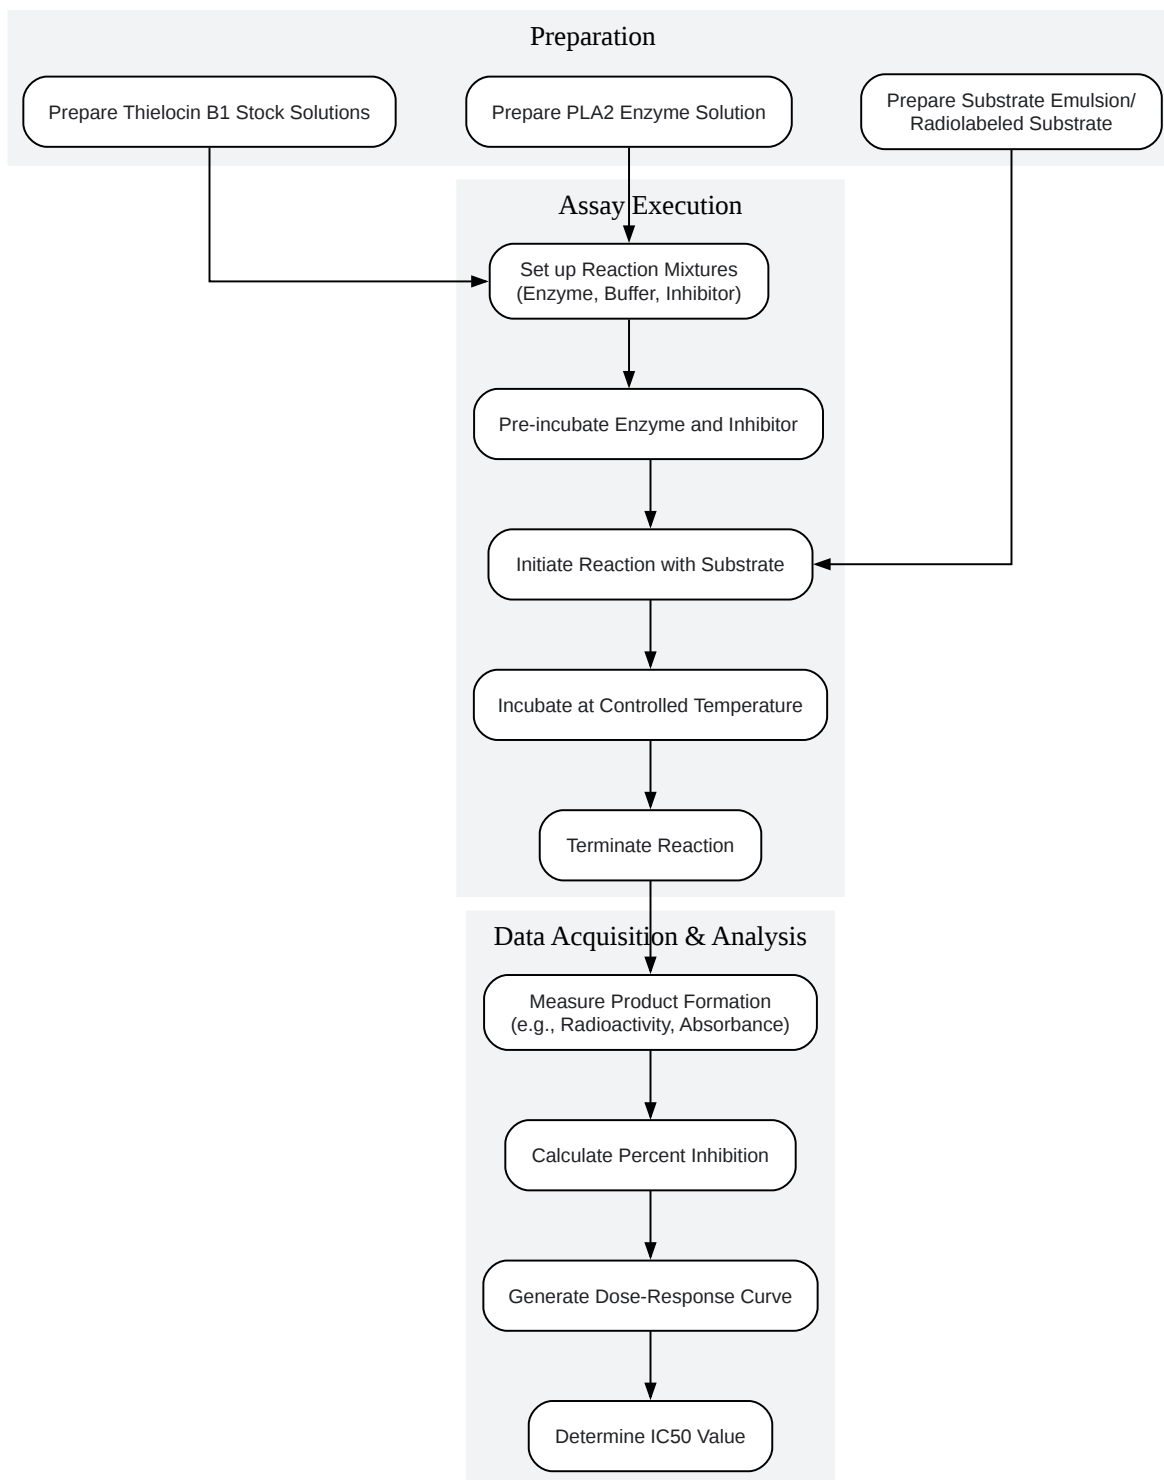 Preparation
Prepare Thielocin B1 Stock Solutions
Prepare PLA2 Enzyme Solution
Prepare Substrate Emulsion/
Radiolabeled Substrate
Assay Execution
Set up Reaction Mixtures
(Enzyme, Buffer, Inhibitor)
Pre-incubate Enzyme and Inhibitor
Initiate Reaction with Substrate
Incubate at Controlled Temperature
Terminate Reaction
Data Acquisition & Analysis
Measure Product Formation
(e.g., Radioactivity, Absorbance)
Calculate Percent Inhibition
Generate Dose-Response Curve
Determine IC50 Value